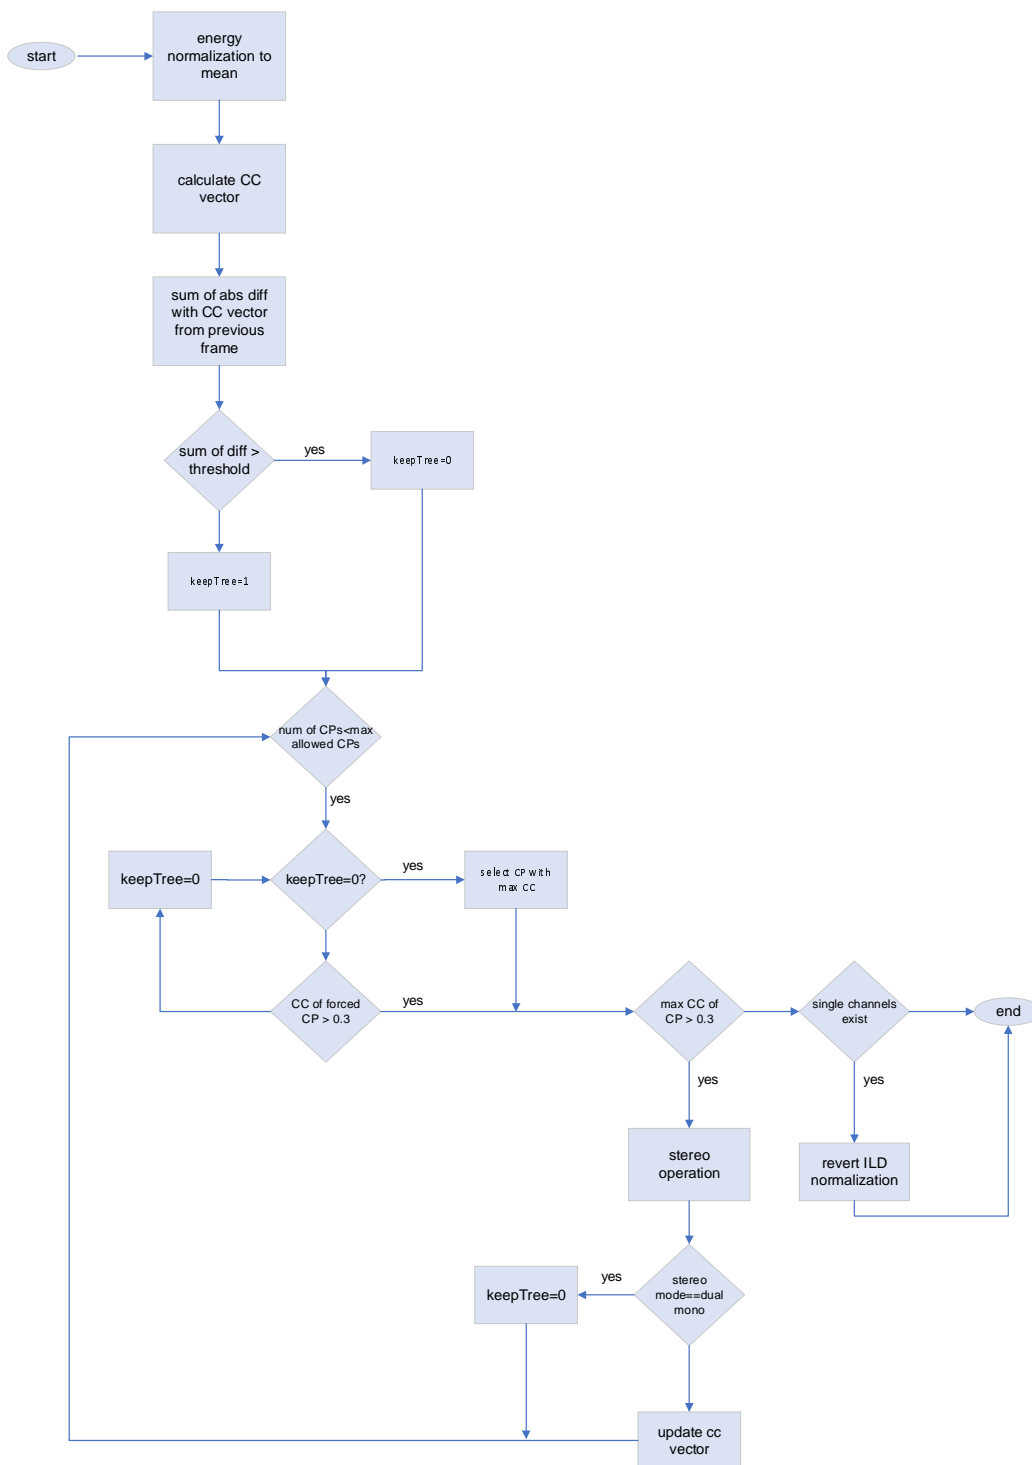 start
energy
normalization to
mean
calculate CC
vector
sum of abs diff
with CC vector
from previous
frame
sum of diff >
threshold
yes
keepTree=0
keepTree=1
num of CPs<max
allowed CPs
yes
keepTree=0
keepTree=0?
yes
select CP with
max CC
CC of forced
CP > 0.3
yes
max CC of
CP > 0.3
single channels
exist
end
yes
yes
stereo
operation
revert ILD
normalization
keepTree=0
yes
stereo
mode==dual
mono
update cc
vector